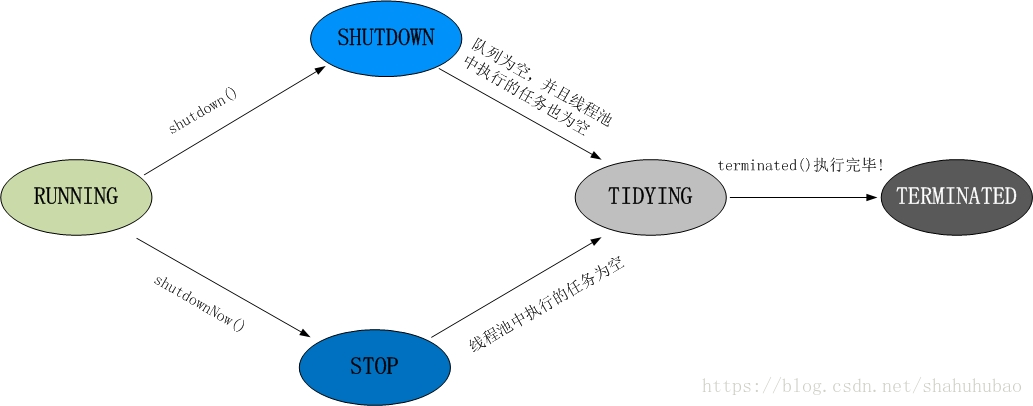 SHUTDOWN
队列为空，并且线程池
中执行的任务也为空
shutdown()
RUNNING
TIDYING
terminated()执行完毕!
TERMINATED
shutdownNow()
线程池中执行的任务为空
STOP
https://blog.csdn.net/shahuhubao